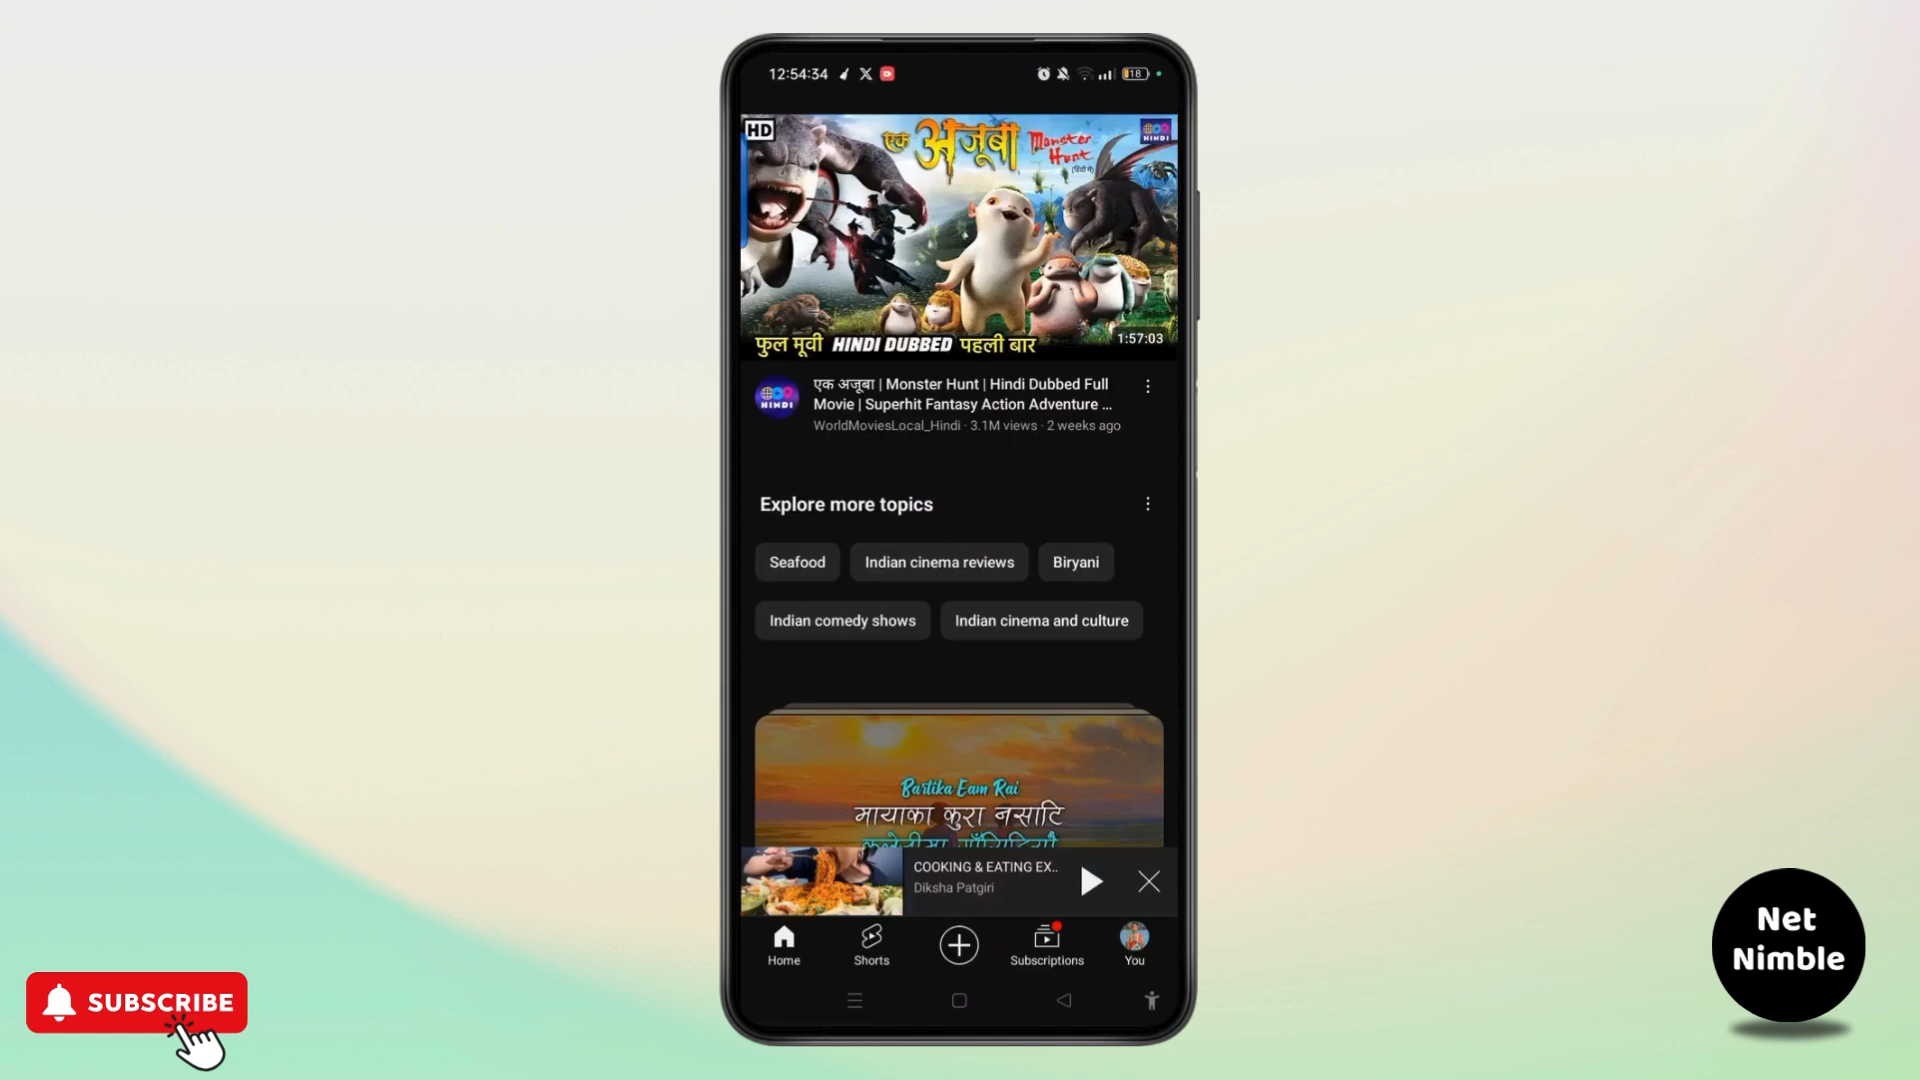 12:54:34
18
HD
एक अजूबा Monster
Hunt
(हिंदी में)
HINDI
फुल मूवी HINDI DUBBED पहली बार
1:57:03
HINDI
एक अजूबा | Monster Hunt | Hindi Dubbed Full
Movie | Superhit Fantasy Action Adventure ...
WorldMoviesLocal_Hindi · 3.1M views · 2 weeks ago
Explore more topics
Seafood
Indian cinema reviews
Biryani
Indian comedy shows
Indian cinema and culture
Bartika Eam Rai
मायाका कुरा नसाटि
COOKING & EATING EX..
Diksha Patgiri
Home
Shorts
Subscriptions
You
SUBSCRIBE
Net
Nimble